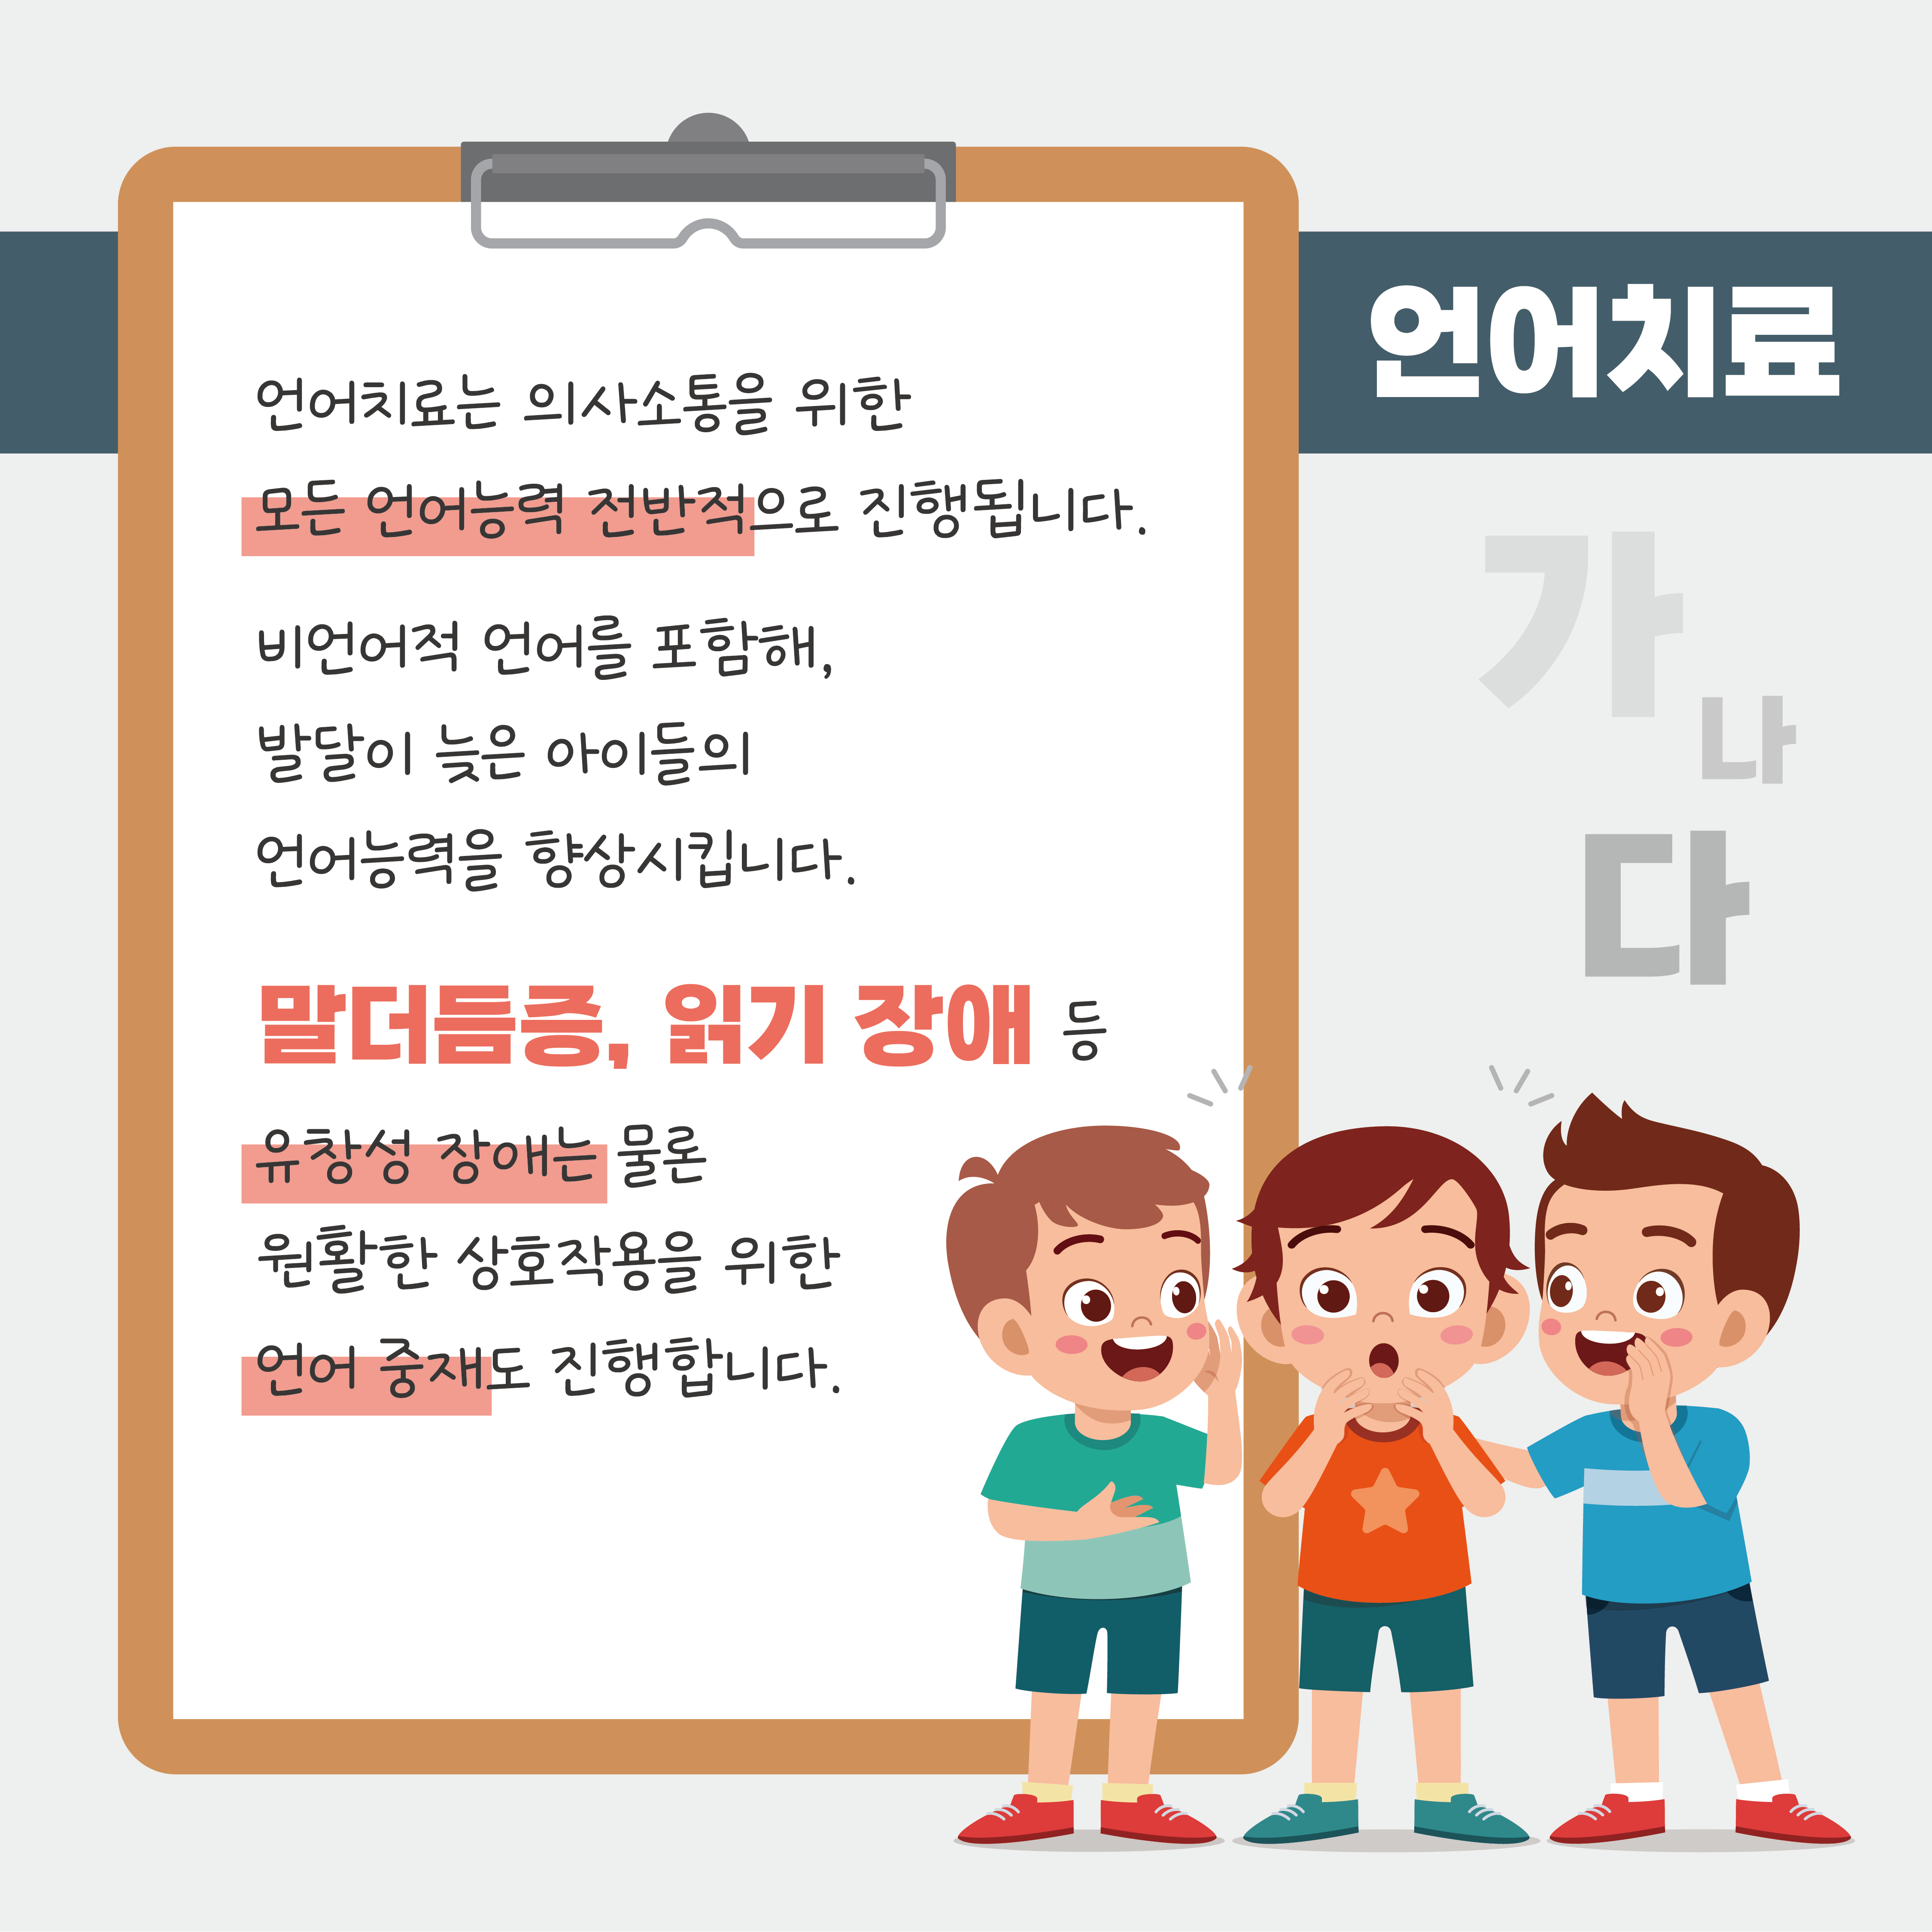 언어치료
언어치료는 의사소통을 위한
모든 언어능력 전반적으로 진행됩니다.
비언어적 언어를 포함해,
발달이 늦은 아이들의
언어능력을 향상시킵니다.
말더듬증, 읽기 장애 등
유창성 장애는 물론
원활한 상호작용을 위한
언어 중재도 진행합니다.
가
나
다